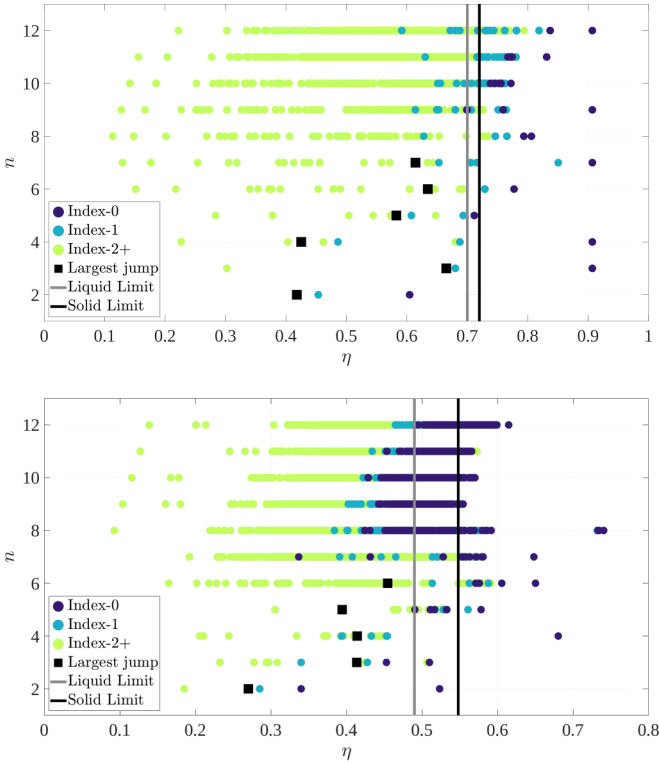 12
10
8
6
4
2
n
Index-0
Index-1
Index-2+
Largest jump
Liquid Limit
Solid Limit
0 0.1 0.2 0.3 0.4 0.5 0.6 0.7 0.8 0.9 1
η
12
10
8
6
4
2
n
Index-0
Index-1
Index-2+
Largest jump
Liquid Limit
Solid Limit
0 0.1 0.2 0.3 0.4 0.5 0.6 0.7 0.8
η